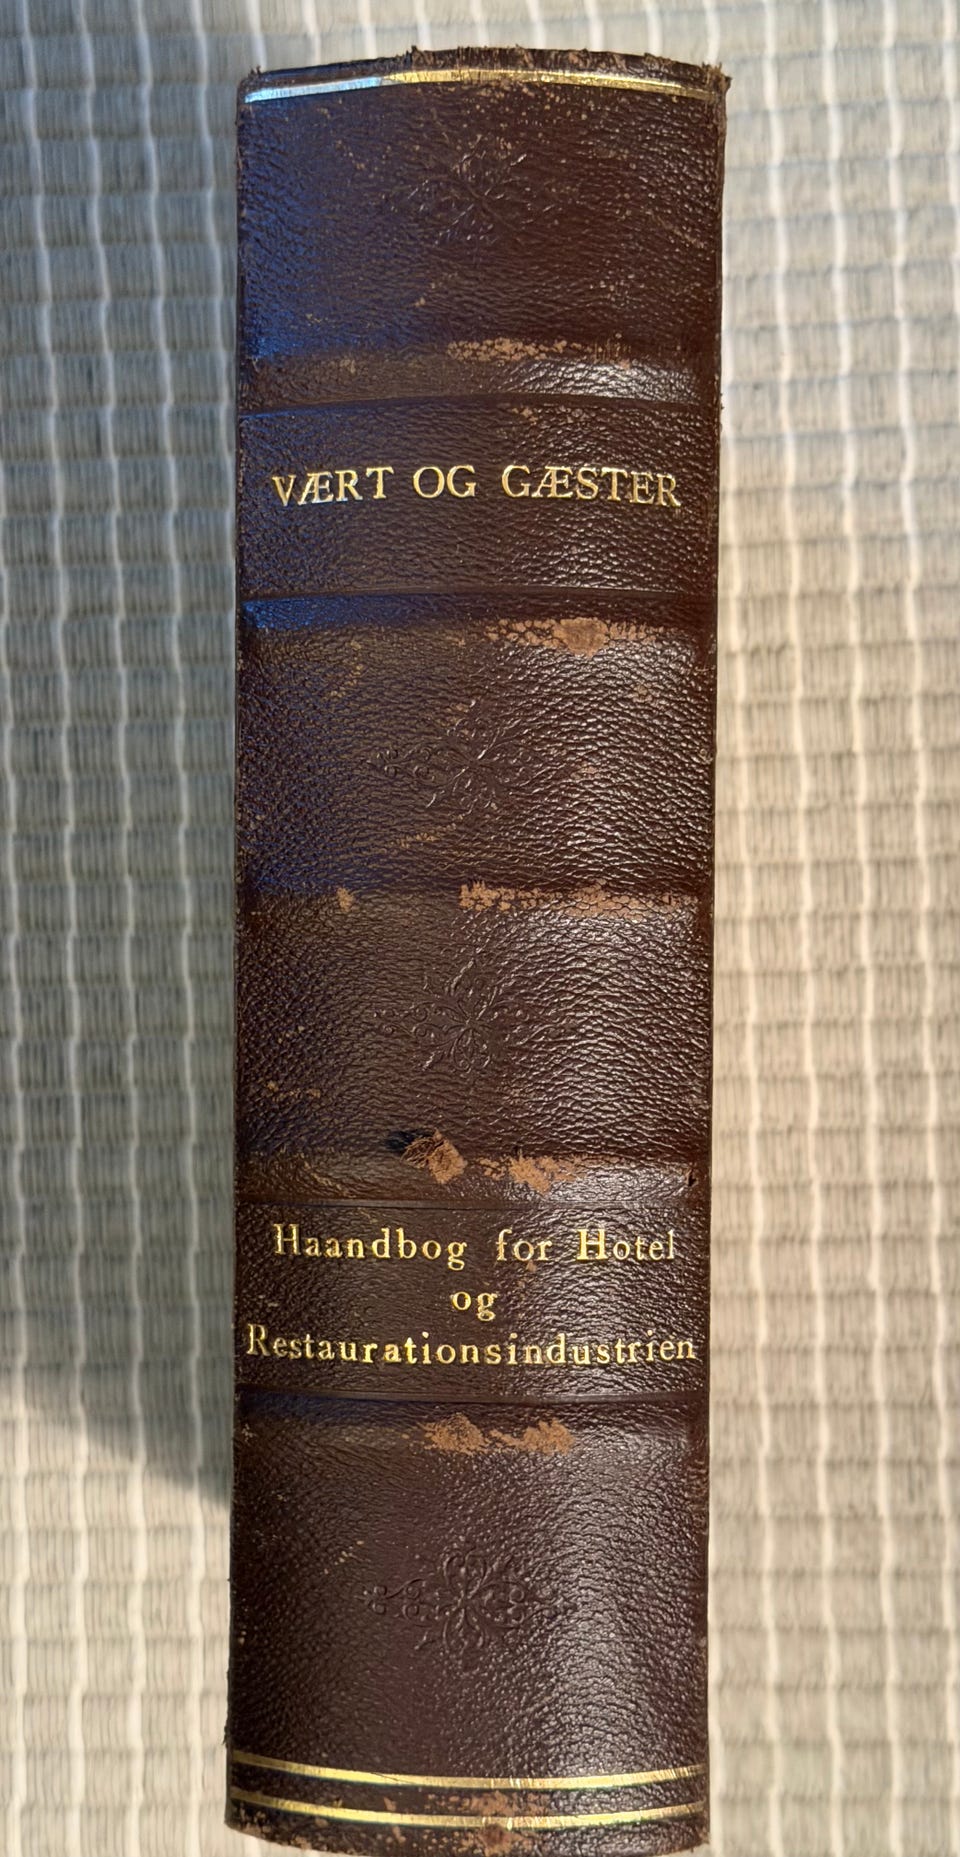 VÆRT OG GÆSTER
Haandbog for Hotel
og
Restaurationsindustrien